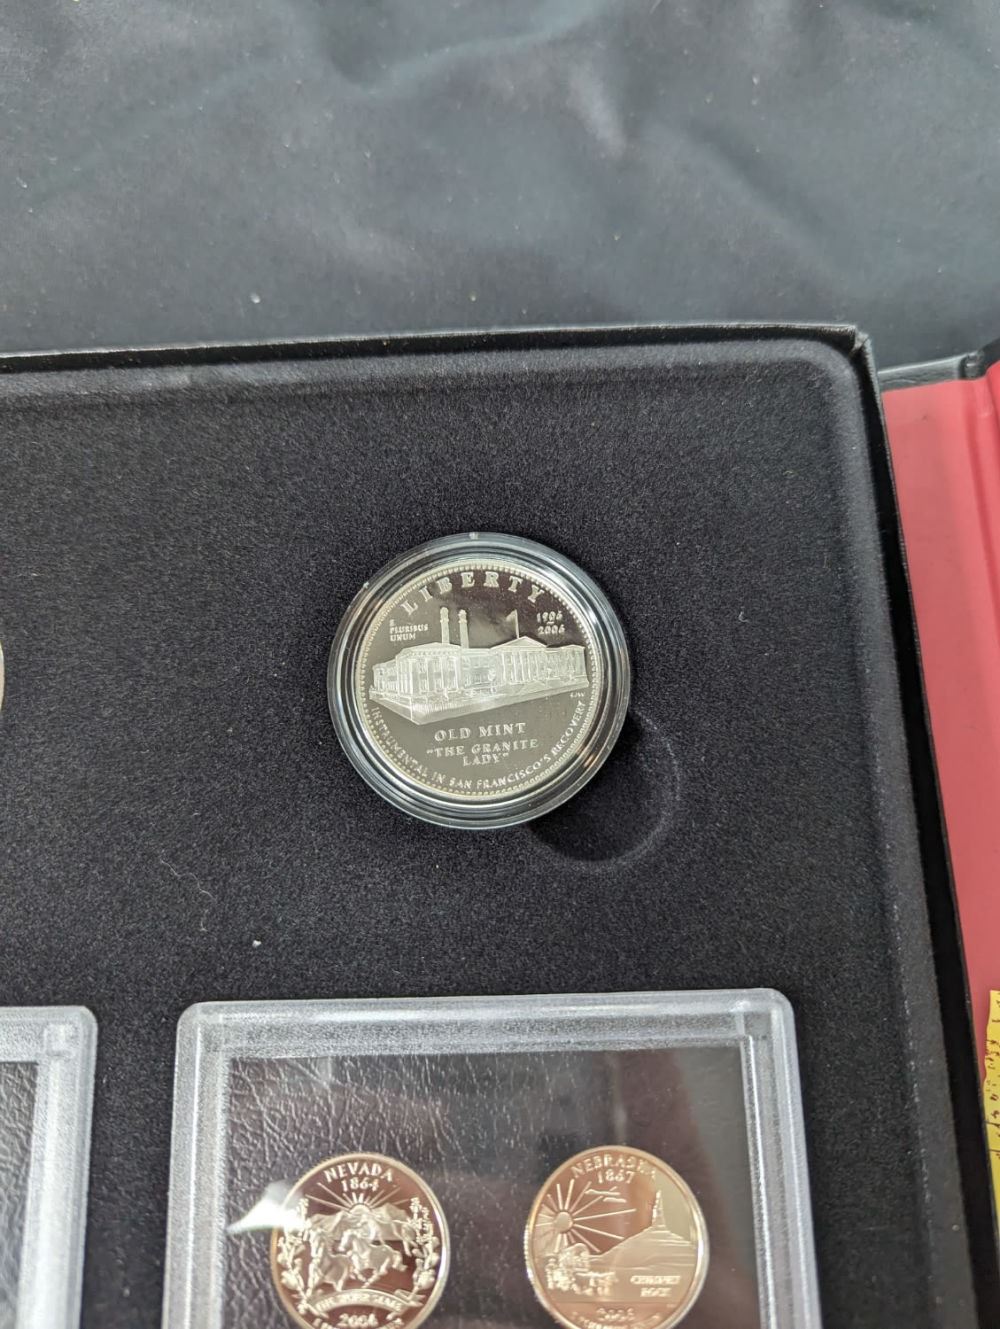 LIBERTY
E
PLURIBUS
UNUM
1906
2006
OLD MINT
"THE GRANITE
LADY"
INSTRUMENTAL IN SAN FRANCISCO'S RECOVERY
NEVADA
1864
2006
NEBRASKA
1867
CHIMNEY
ROCK
2006